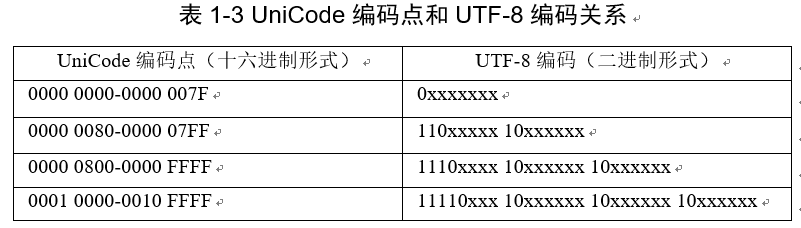 表 1-3 UniCode 编码点和 UTF-8 编码关系
UniCode 编码点（十六进制形式） UTF-8 编码（二进制形式）
0000 0000-0000 007F 0xxxxxxx
0000 0080-0000 07FF 110xxxxx 10xxxxxx
0000 0800-0000 FFFF 1110xxxx 10xxxxxx 10xxxxxx
0001 0000-0010 FFFF 11110xxx 10xxxxxx 10xxxxxx 10xxxxxx